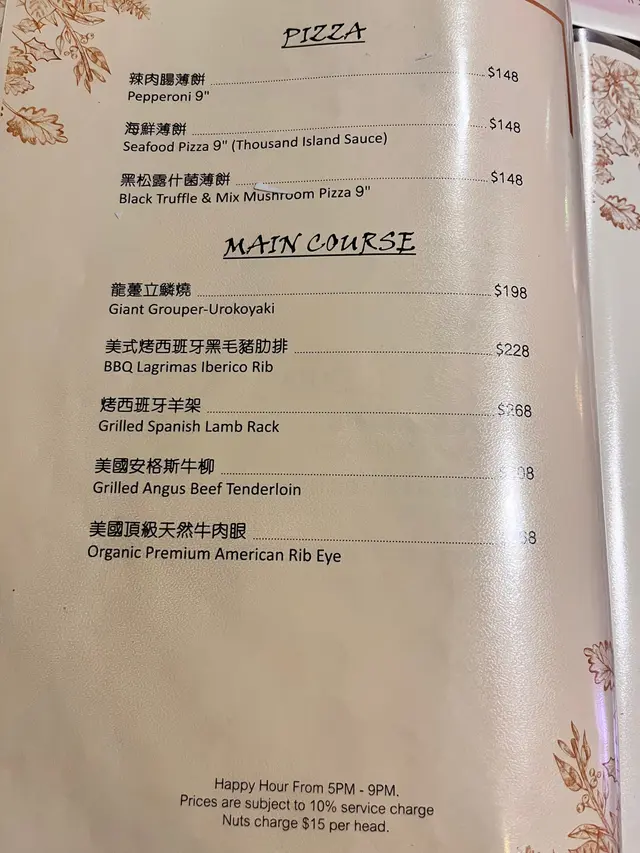 PIZZA
辣肉腸薄餅 $148
Pepperoni 9"
海鮮薄餅 $148
Seafood Pizza 9" (Thousand Island Sauce)
黑松露什菌薄餅 $148
Black Truffle & Mix Mushroom Pizza 9"
MAIN COURSE
龍躉立鱗燒 $198
Giant Grouper-Urokoyaki
美式烤西班牙黑毛豬肋排 $228
BBQ Lagrimas Iberico Rib
烤西班牙羊架 $268
Grilled Spanish Lamb Rack
美國安格斯牛柳
Grilled Angus Beef Tenderloin
美國頂級天然牛肉眼
Organic Premium American Rib Eye
Happy Hour From 5PM - 9PM.
Prices are subject to 10% service charge
Nuts charge $15 per head.